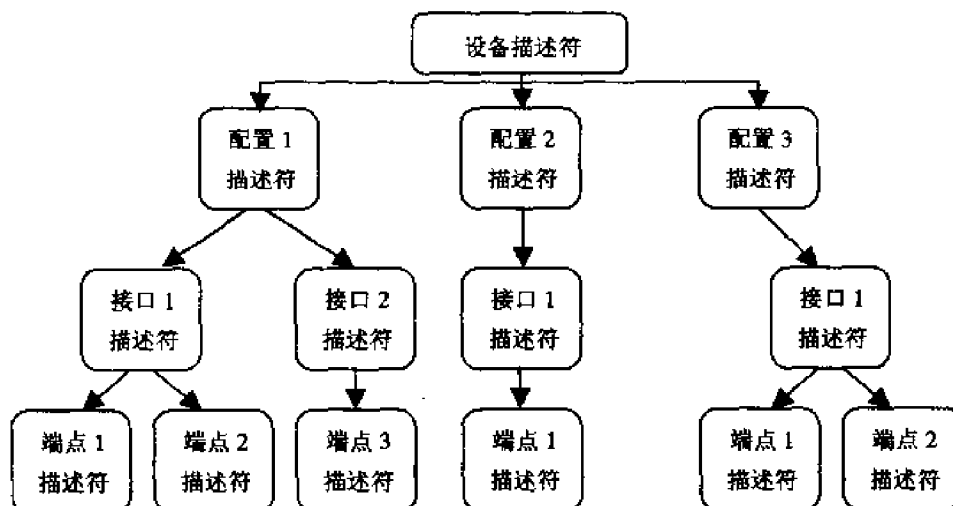 设备描述符
配置 1
描述符
配置 2
描述符
配置 3
描述符
接口 1
描述符
接口 2
描述符
接口 1
描述符
接口 1
描述符
端点 1
描述符
端点 2
描述符
端点 3
描述符
端点 1
描述符
端点 1
描述符
端点 2
描述符